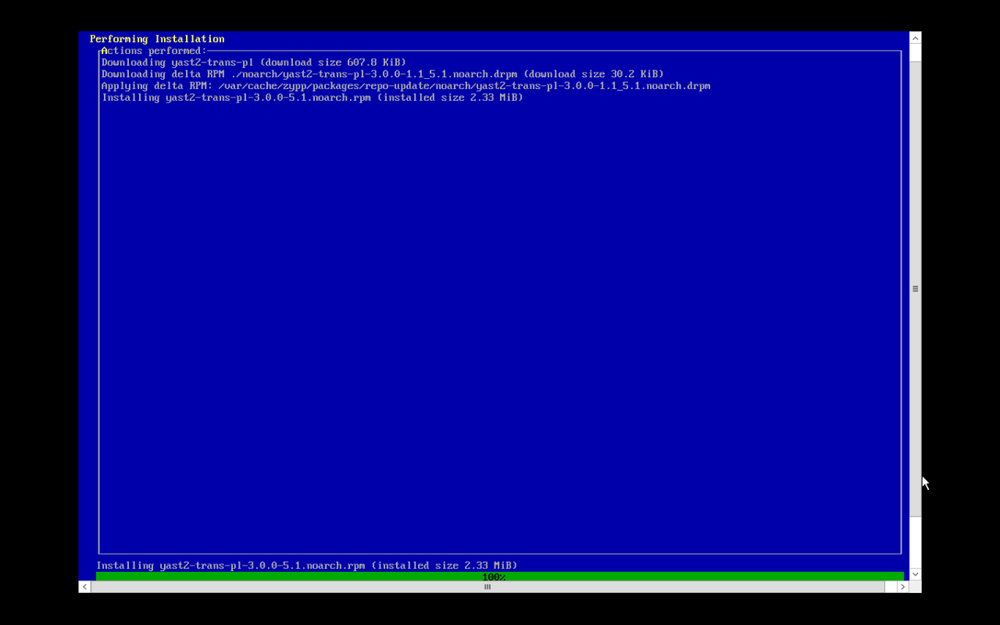 Performing Installation
Actions performed:
Downloading yast2-trans-pl (download size 607.8 KiB)
Downloading delta RPM ./noarch/yast2-trans-pl-3.0.0-1.1_5.1.noarch.drpm (download size 30.2 KiB)
Applying delta RPM: /var/cache/zypp/packages/repo-update/noarch/yast2-trans-pl-3.0.0-1.1_5.1.noarch.drpm
Installing yast2-trans-pl-3.0.0-5.1.noarch.rpm (installed size 2.33 MiB)
Installing yast2-trans-pl-3.0.0-5.1.noarch.rpm (installed size 2.33 MiB)
100%